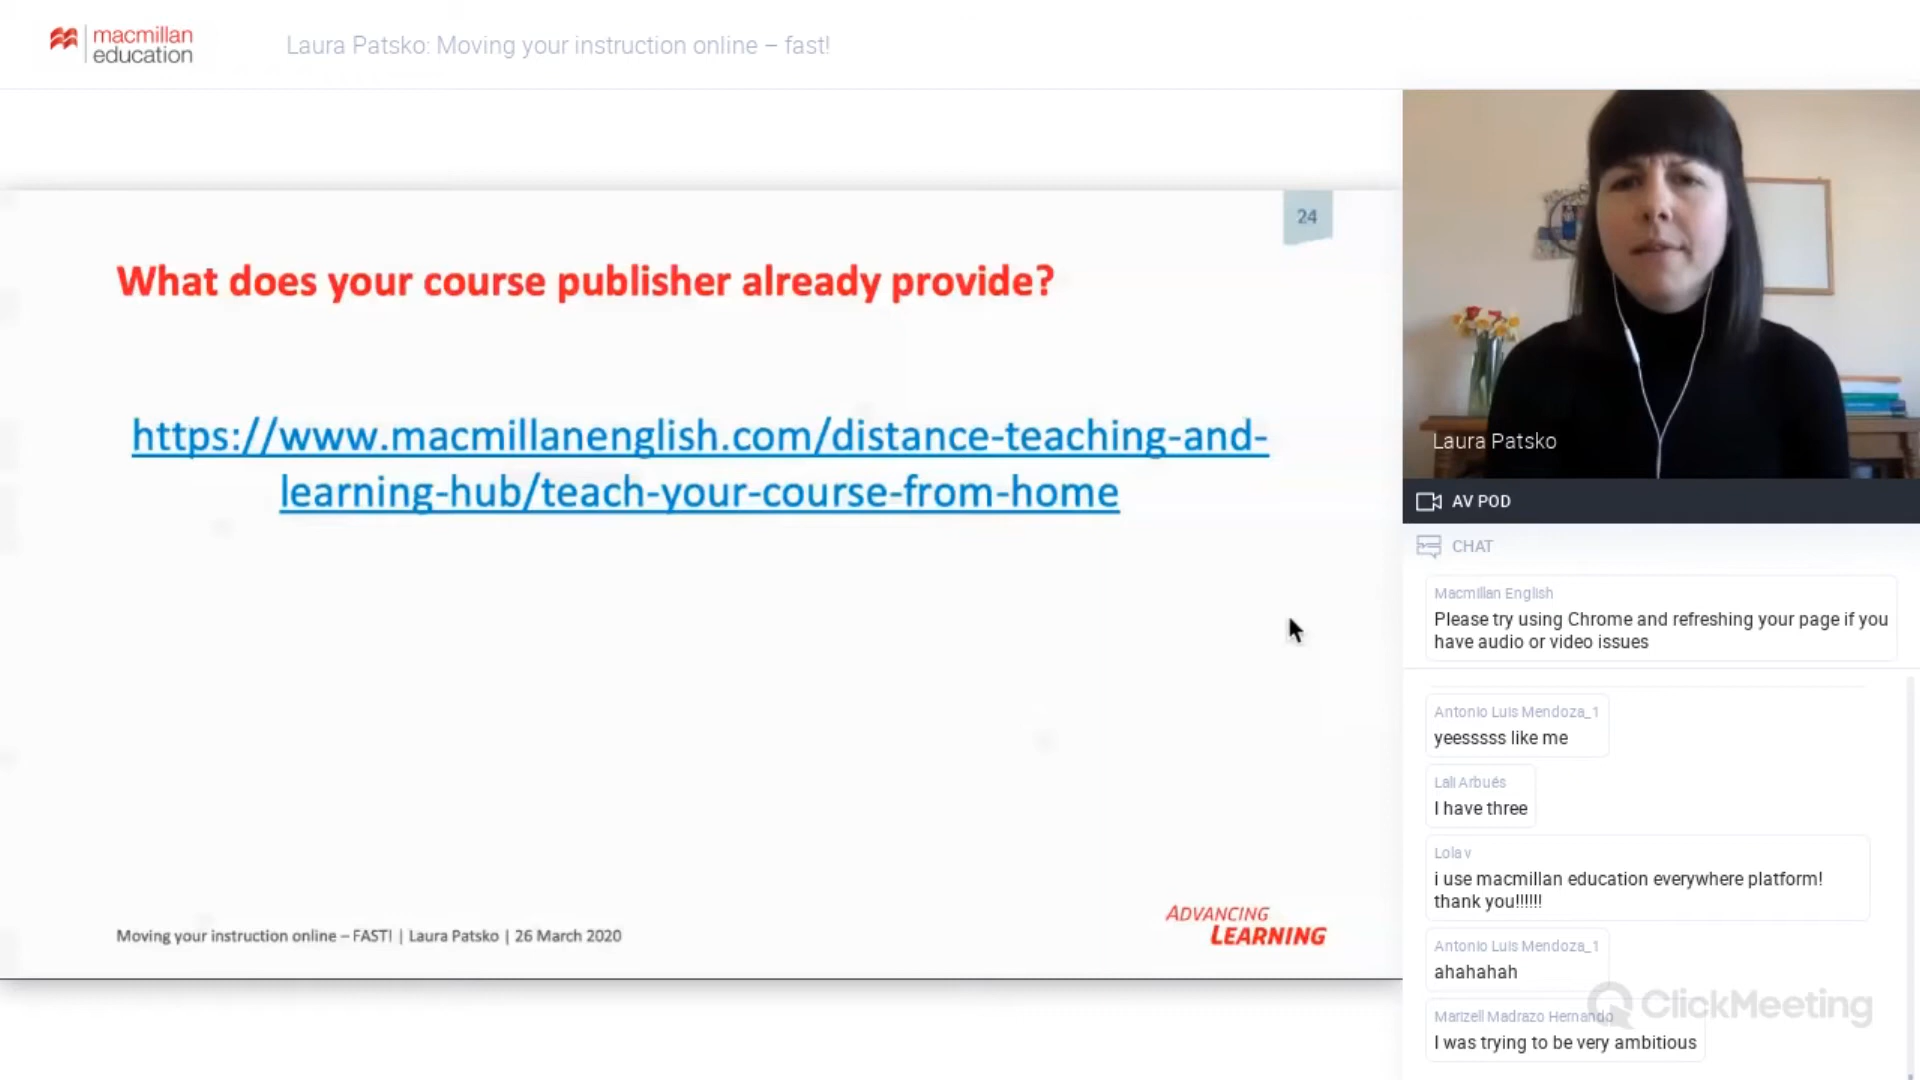 macmillan
education
Laura Patsko: Moving your instruction online – fast!
24
What does your course publisher already provide?
https://www.macmillanenglish.com/distance-teaching-and-
learning-hub/teach-your-course-from-home
Moving your instruction online – FAST! | Laura Patsko | 26 March 2020
ADVANCING
LEARNING
Laura Patsko
AV POD
CHAT
Macmillan English
Please try using Chrome and refreshing your page if you
have audio or video issues
Antonio Luis Mendoza_1
yeesssss like me
Lali Arbués
I have three
Lola v
i use macmillan education everywhere platform!
thank you!!!!!!
Antonio Luis Mendoza_1
ahahahah
Marizell Madrazo Hernando
I was trying to be very ambitious
ClickMeeting